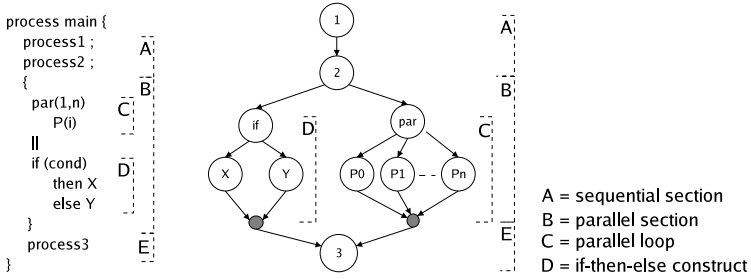 process main {
process1 ;
process2 ;
{
par(1,n)
P(i)
||
if (cond)
then X
else Y
}
process3
}
A
B
C
D
E
1
2
if
par
X
Y
P0
P1
Pn
3
D
C
A
B
E
A = sequential section
B = parallel section
C = parallel loop
D = if-then-else construct